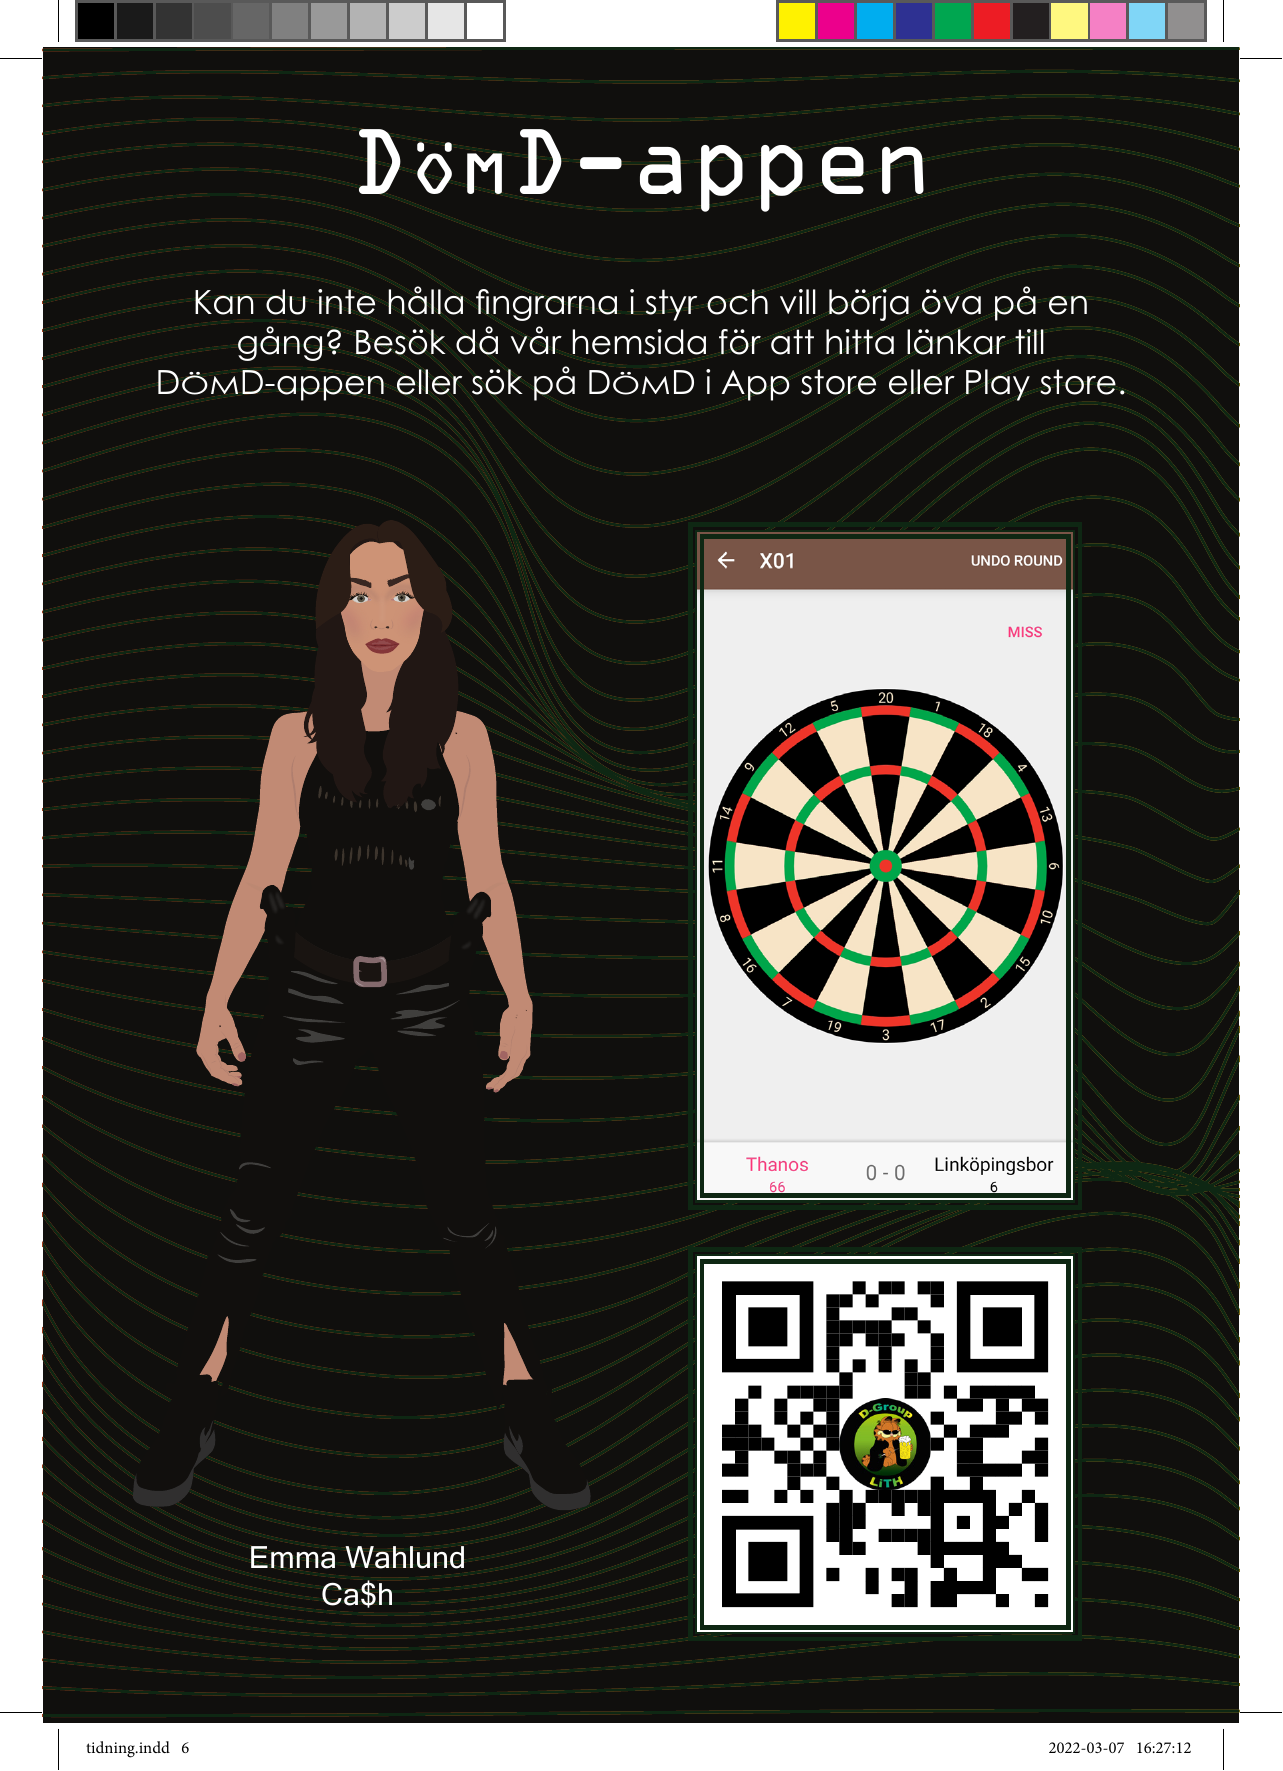 DömD-appen
Kan du inte hålla fingrarna i styr och vill börja öva på en
gång? Besök då vår hemsida för att hitta länkar till
DömD-appen eller sök på DömD i App store eller Play store.
X01
UNDO ROUND
MISS
20
1
18
4
13
6
10
15
2
17
3
19
7
16
8
11
14
9
12
5
Thanos
66
0 - 0
Linköpingsbor
6
D-Group
LiTH
Emma Wahlund
Ca$h
tidning.indd 6
2022-03-07 16:27:12